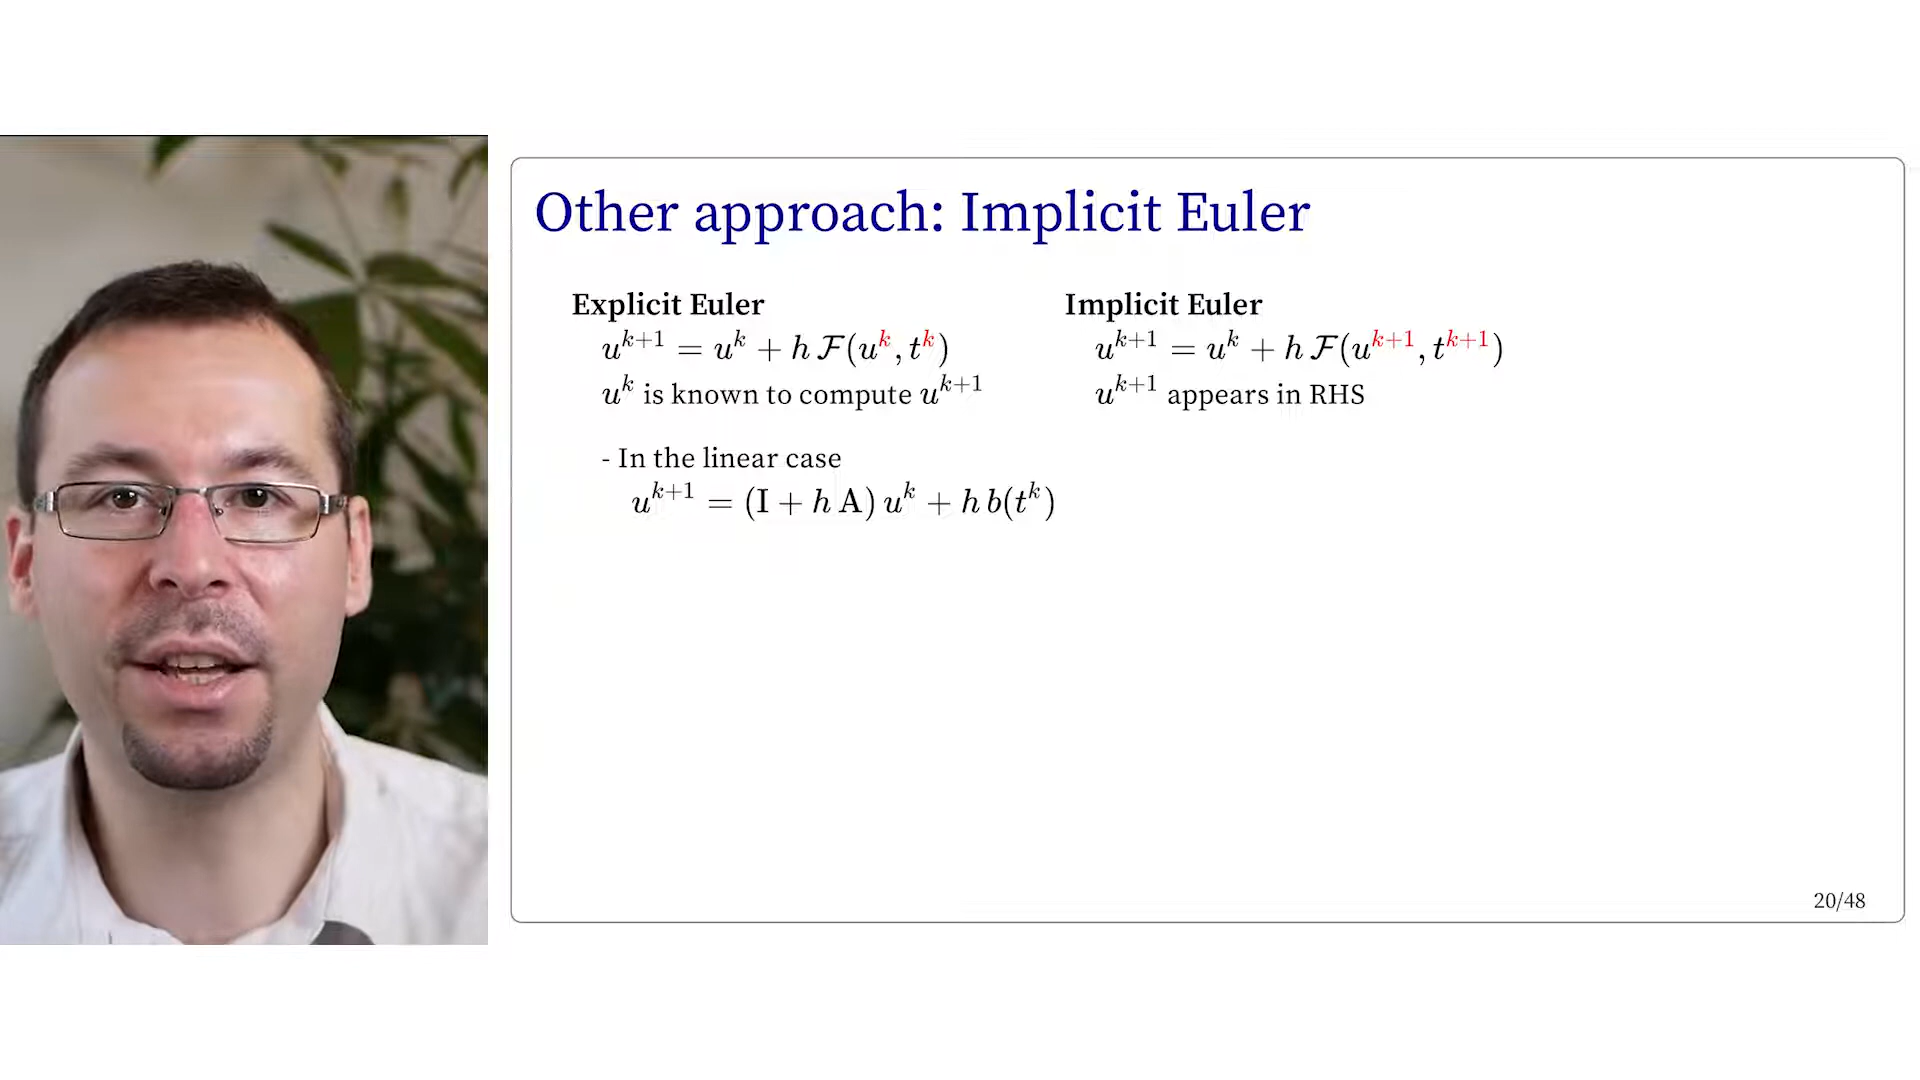 Other approach: Implicit Euler
Explicit Euler
u^{k+1} = u^k + h F(u^k, t^k)
u^k is known to compute u^{k+1}
- In the linear case
u^{k+1} = (I + h A) u^k + h b(t^k)
Implicit Euler
u^{k+1} = u^k + h F(u^{k+1}, t^{k+1})
u^{k+1} appears in RHS
20/48